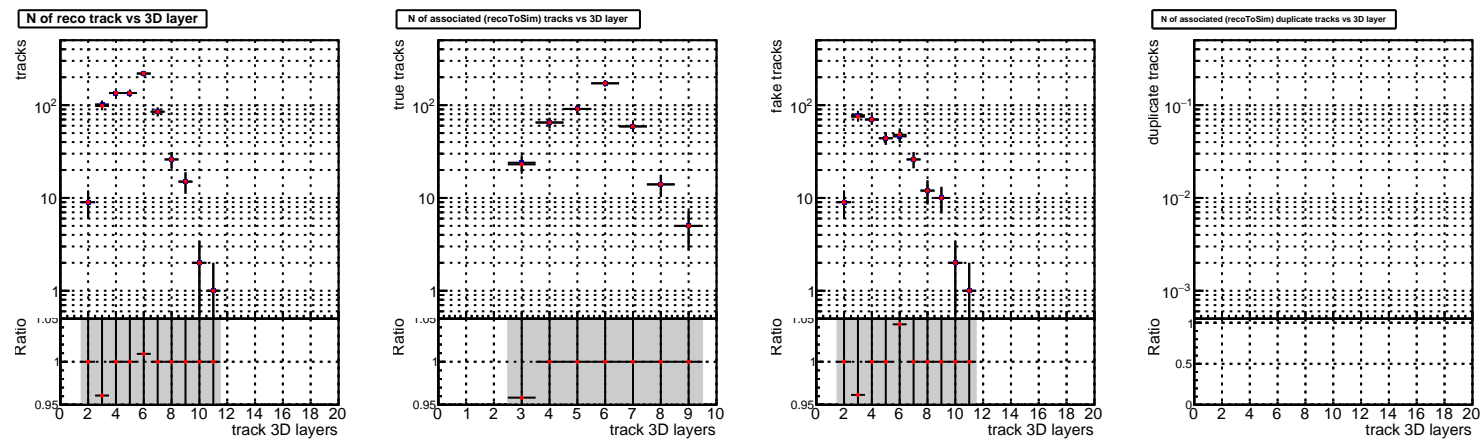 N of reco track vs 3D layer
tracks
10²
10
1
Ratio
1.05
1
0.95
0 2 4 6 8 10 12 14 16 18 20
track 3D layers
N of associated (recoToSim) tracks vs 3D layer
true tracks
10²
10
1
Ratio
1.05
1
0.95
0 1 2 3 4 5 6 7 8 9 10
track 3D layers
fake tracks
10²
10
1
Ratio
1.05
1
0.95
0 2 4 6 8 10 12 14 16 18 20
track 3D layers
N of associated (recoToSim) duplicate tracks vs 3D layer
duplicate tracks
10⁻¹
10⁻²
10⁻³
Ratio
1
0.5
0
0 2 4 6 8 10 12 14 16 18 20
track 3D layers